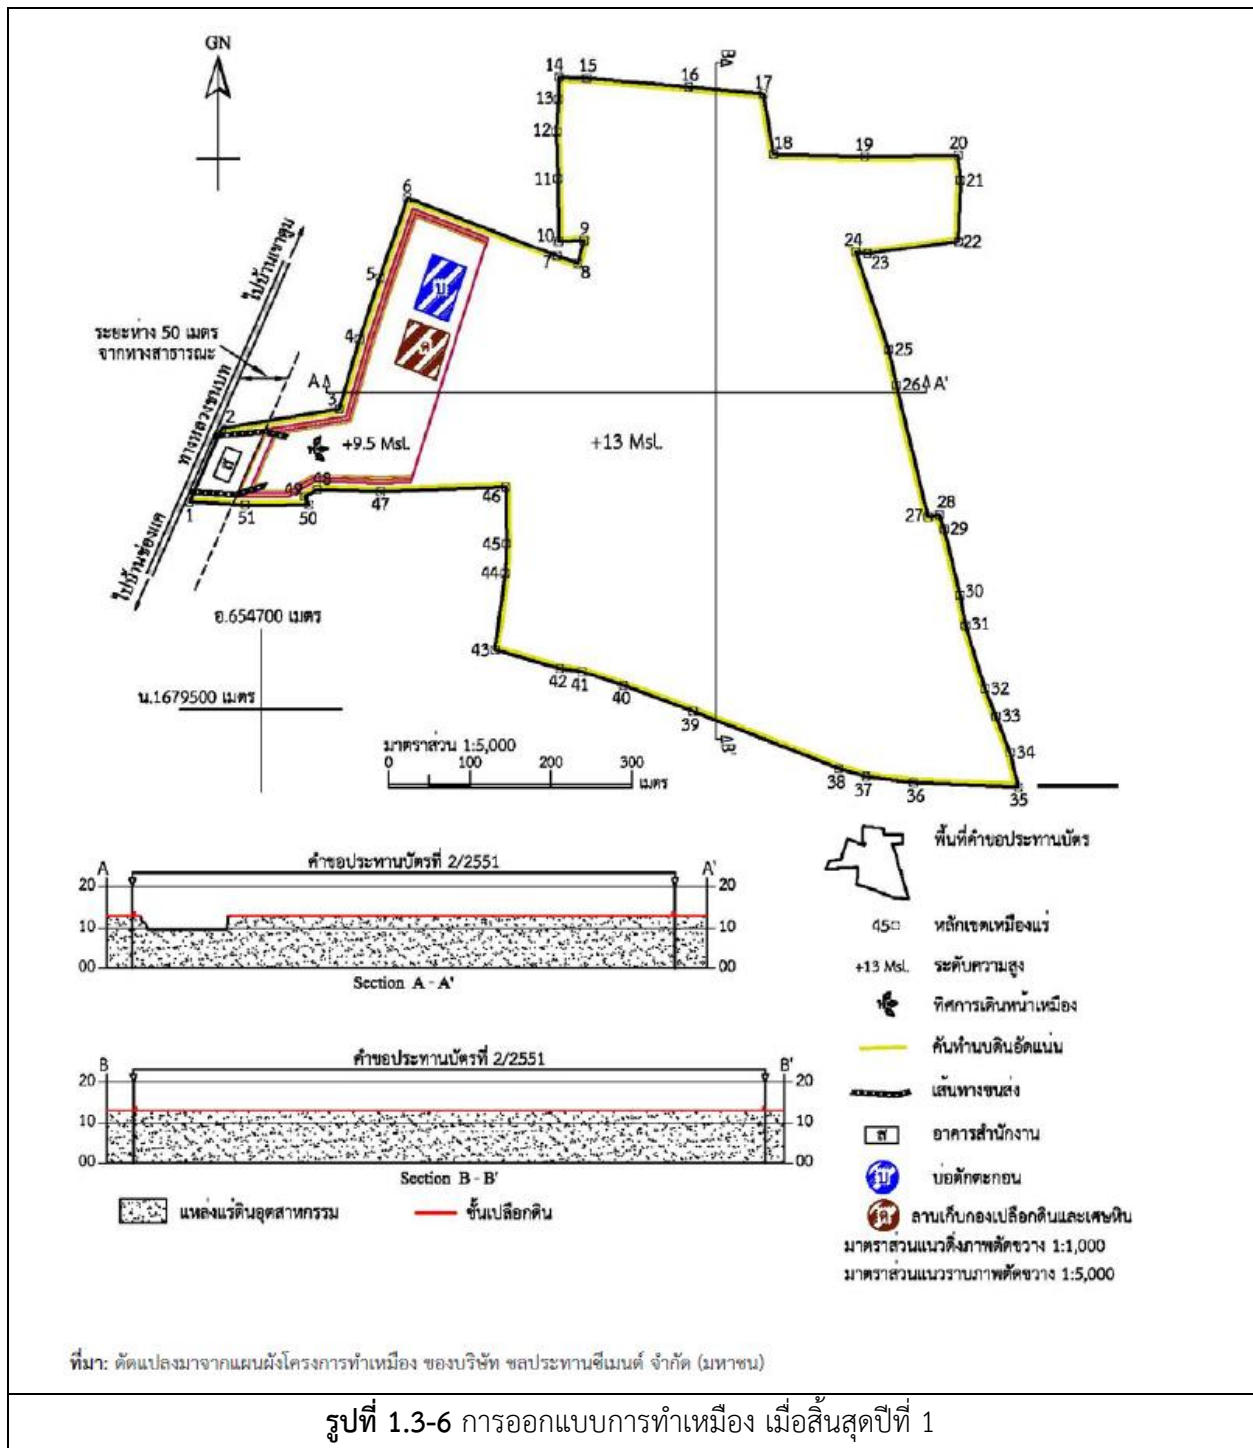 GN
14 15 16 17
B
13
12
18 19 20
11
21
6
10 9
7 8
22
24 23
5
บ
ไปบ้านเขาตูม
ระยะห่าง 50 เมตร
จากทางสาธารณะ
4
ด
25
A
26 A'
3
2
ทางหลวงชนบท
+9.5 Msl.
+13 Msl.
ส
49 48
47
46
1 51 50
27 28
29
45
44
ไปบ้านช่องแค
30
31
อ.654700 เมตร
43
42 41 40
32
น.1679500 เมตร
39
33
B'
34
มาตราส่วน 1:5,000
0 100 200 300
เมตร
38 37 36 35
พื้นที่คำขอประทานบัตร
คำขอประทานบัตรที่ 2/2551
A A'
20 20
10 10
00 00
Section A - A'
45 หลักเขตเหมืองแร่
+13 Msl. ระดับความสูง
ทิศการเดินหน้าเหมือง
คันทำนบดินอัดแน่น
เส้นทางขนส่ง
ส อาคารสำนักงาน
บ บ่อดักตะกอน
ด ลานเก็บกองเปลือกดินและเศษหิน
มาตราส่วนแนวดิ่งภาพตัดขวาง 1:1,000
มาตราส่วนแนวราบภาพตัดขวาง 1:5,000
คำขอประทานบัตรที่ 2/2551
B B'
20 20
10 10
00 00
Section B - B'
แหล่งแร่ดินอุตสาหกรรม ชั้นเปลือกดิน
ที่มา: ดัดแปลงมาจากแผนผังโครงการทำเหมือง ของบริษัท ชลประทานซีเมนต์ จำกัด (มหาชน)
รูปที่ 1.3-6 การออกแบบการทำเหมือง เมื่อสิ้นสุดปีที่ 1